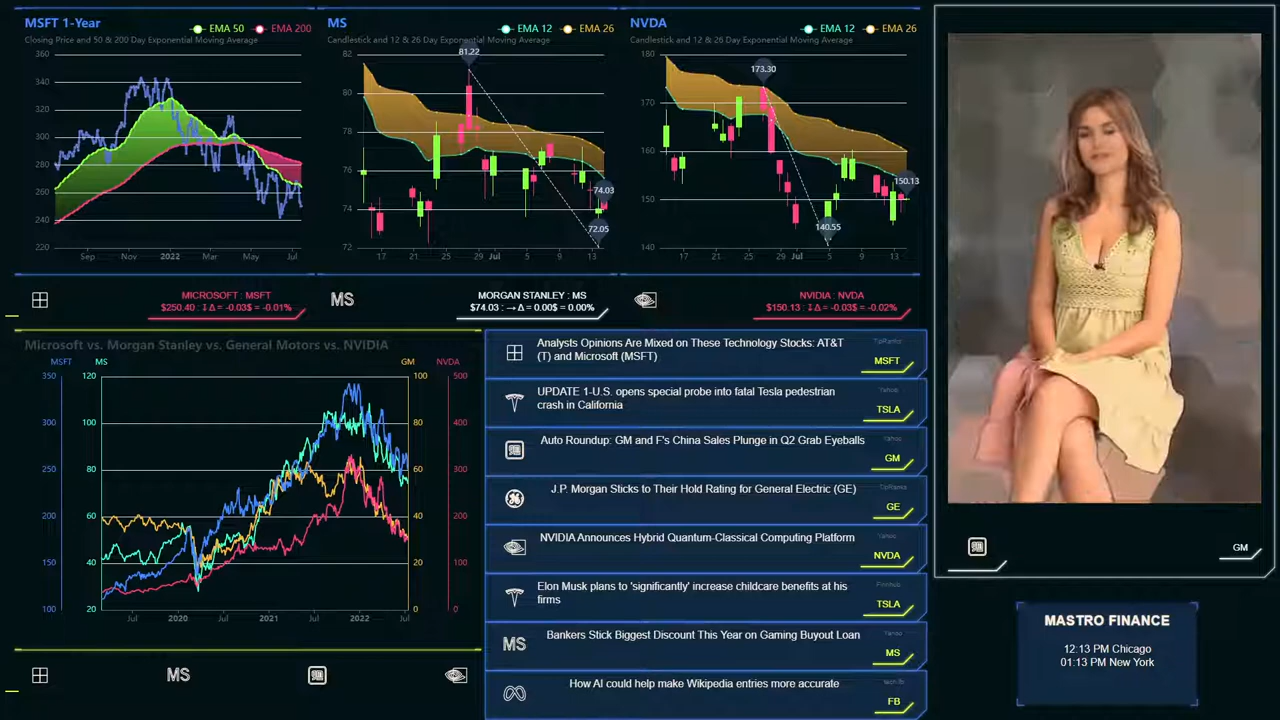 MSFT 1-Year
EMA 50
EMA 200
Closing Price and 50 & 200 Day Exponential Moving Average
360
340
320
300
280
260
240
220
Sep
Nov
2022
Mar
May
Jul
MS
EMA 12
EMA 26
Candlestick and 12 & 26 Day Exponential Moving Average
82
80
78
76
74
72
81.22
74.03
72.05
17
21
25
29
Jul
5
9
13
NVDA
EMA 12
EMA 26
Candlestick and 12 & 26 Day Exponential Moving Average
180
170
160
150
140
173.30
150.13
140.55
17
21
25
29
Jul
5
9
13
MICROSOFT : MSFT
$250.40 : ↧Δ = -0.03$ = -0.01%
MS
MORGAN STANLEY : MS
$74.03 : → Δ = 0.00$ = 0.00%
NVIDIA : NVDA
$150.13 : ↧Δ = -0.03$ = -0.02%
Microsoft vs. Morgan Stanley vs. General Motors vs. NVIDIA
MSFT
MS
GM
NVDA
350
300
250
200
150
100
120
100
80
60
40
20
100
80
60
40
20
0
500
400
300
200
100
0
Jul
2020
Jul
2021
Jul
2022
Jul
MS
Analysts Opinions Are Mixed on These Technology Stocks: AT&T
(T) and Microsoft (MSFT)
TipRanks
MSFT
UPDATE 1-U.S. opens special probe into fatal Tesla pedestrian
crash in California
Yahoo
TSLA
Auto Roundup: GM and F's China Sales Plunge in Q2 Grab Eyeballs
Yahoo
GM
J.P. Morgan Sticks to Their Hold Rating for General Electric (GE)
TipRanks
GE
NVIDIA Announces Hybrid Quantum-Classical Computing Platform
Yahoo
NVDA
Elon Musk plans to 'significantly' increase childcare benefits at his
firms
Finnhub
TSLA
MS
Bankers Stick Biggest Discount This Year on Gaming Buyout Loan
Yahoo
MS
How AI could help make Wikipedia entries more accurate
FB
GM
MASTRO FINANCE
12:13 PM Chicago
01:13 PM New York